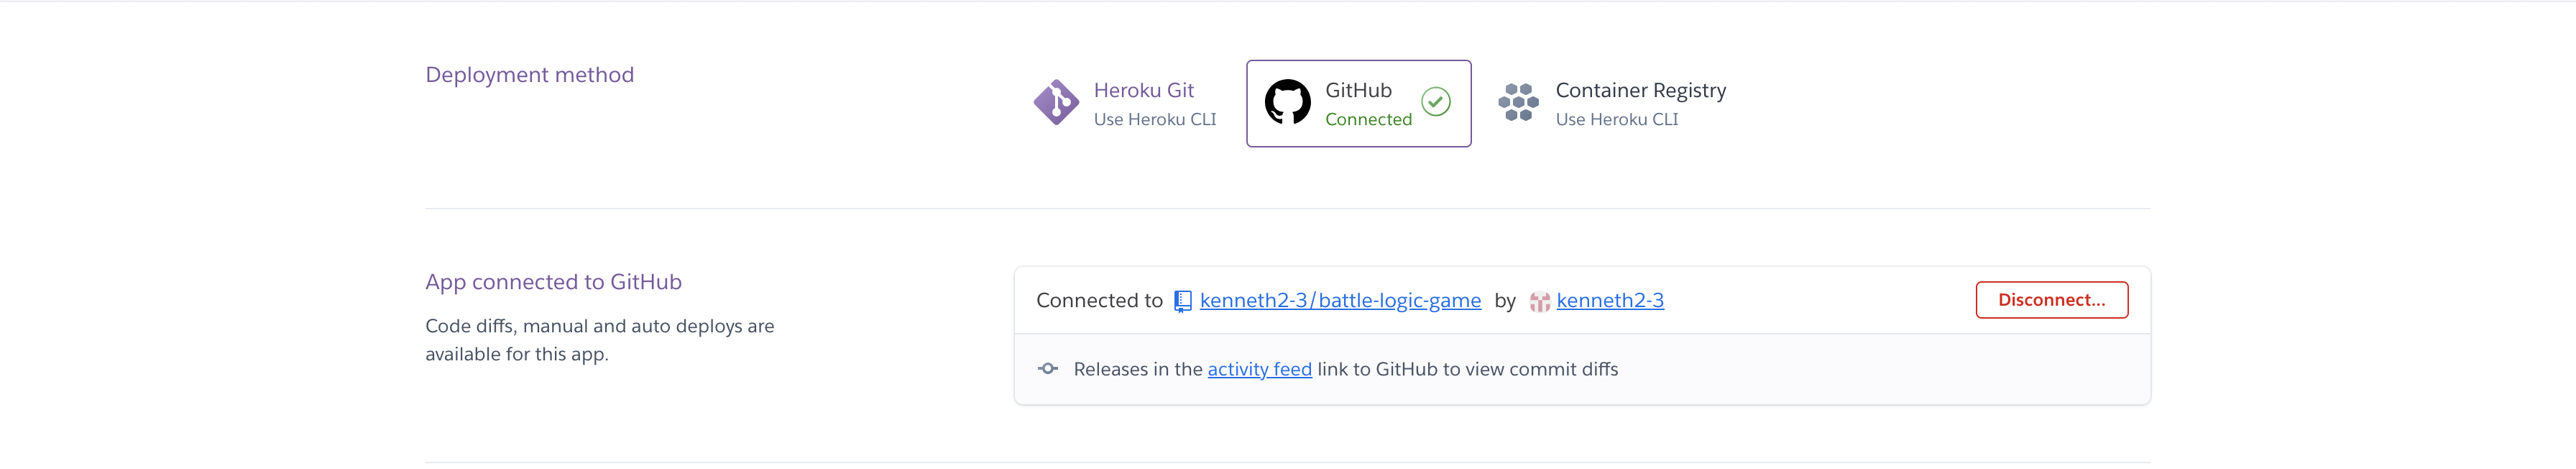 Deployment method
Heroku Git
Use Heroku CLI
GitHub
Connected
Container Registry
Use Heroku CLI
App connected to GitHub
Code diffs, manual and auto deploys are
available for this app.
Connected to kenneth2-3/battle-logic-game by kenneth2-3
Disconnect...
Releases in the activity feed link to GitHub to view commit diffs